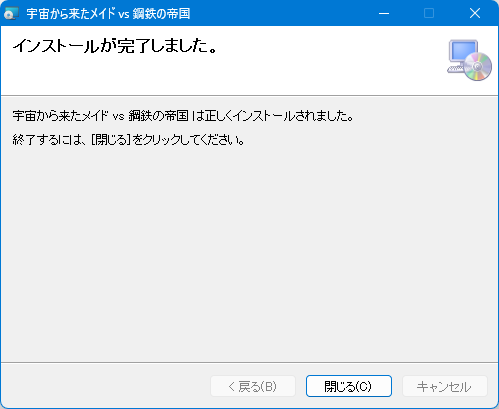 宇宙から来たメイド vs 鋼鉄の帝国
インストールが完了しました。
宇宙から来たメイド vs 鋼鉄の帝国 は正しくインストールされました。
終了するには、[閉じる]をクリックしてください。
< 戻る(B) 閉じる(C) キャンセル